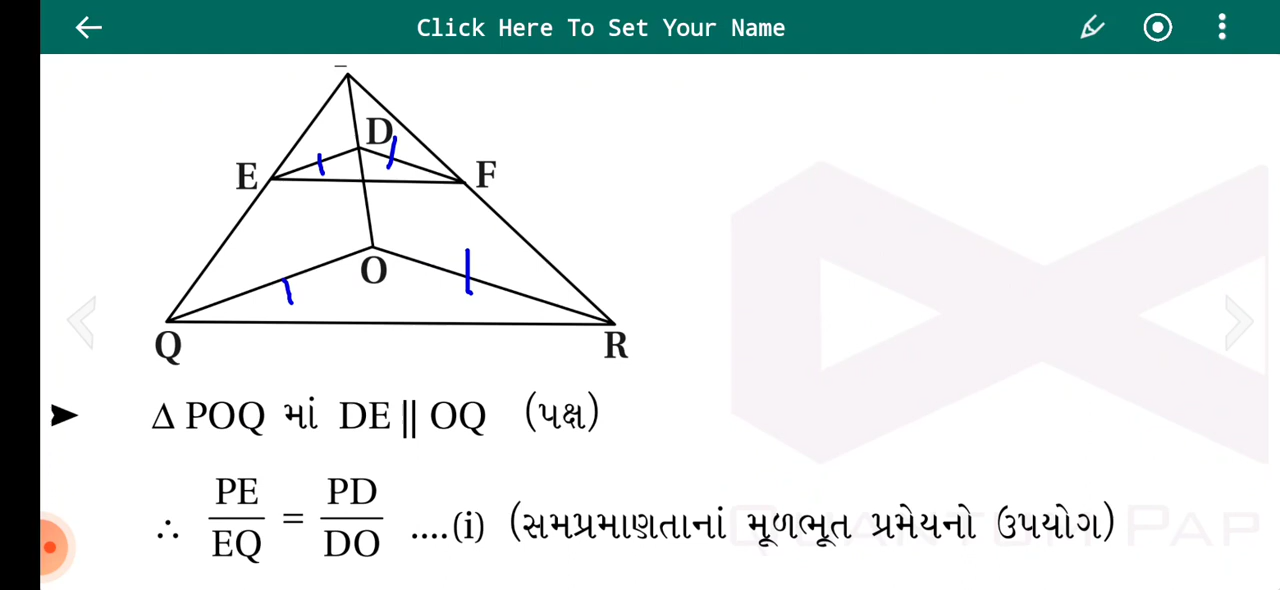 Click Here To Set Your Name
D
E
F
O
Q
R
Δ POQ માં DE || OQ (પક્ષ)
∴ PE/EQ = PD/DO ....(i) (સમપ્રમાણતાનાં મૂળભૂત પ્રમેયનો ઉપયોગ)